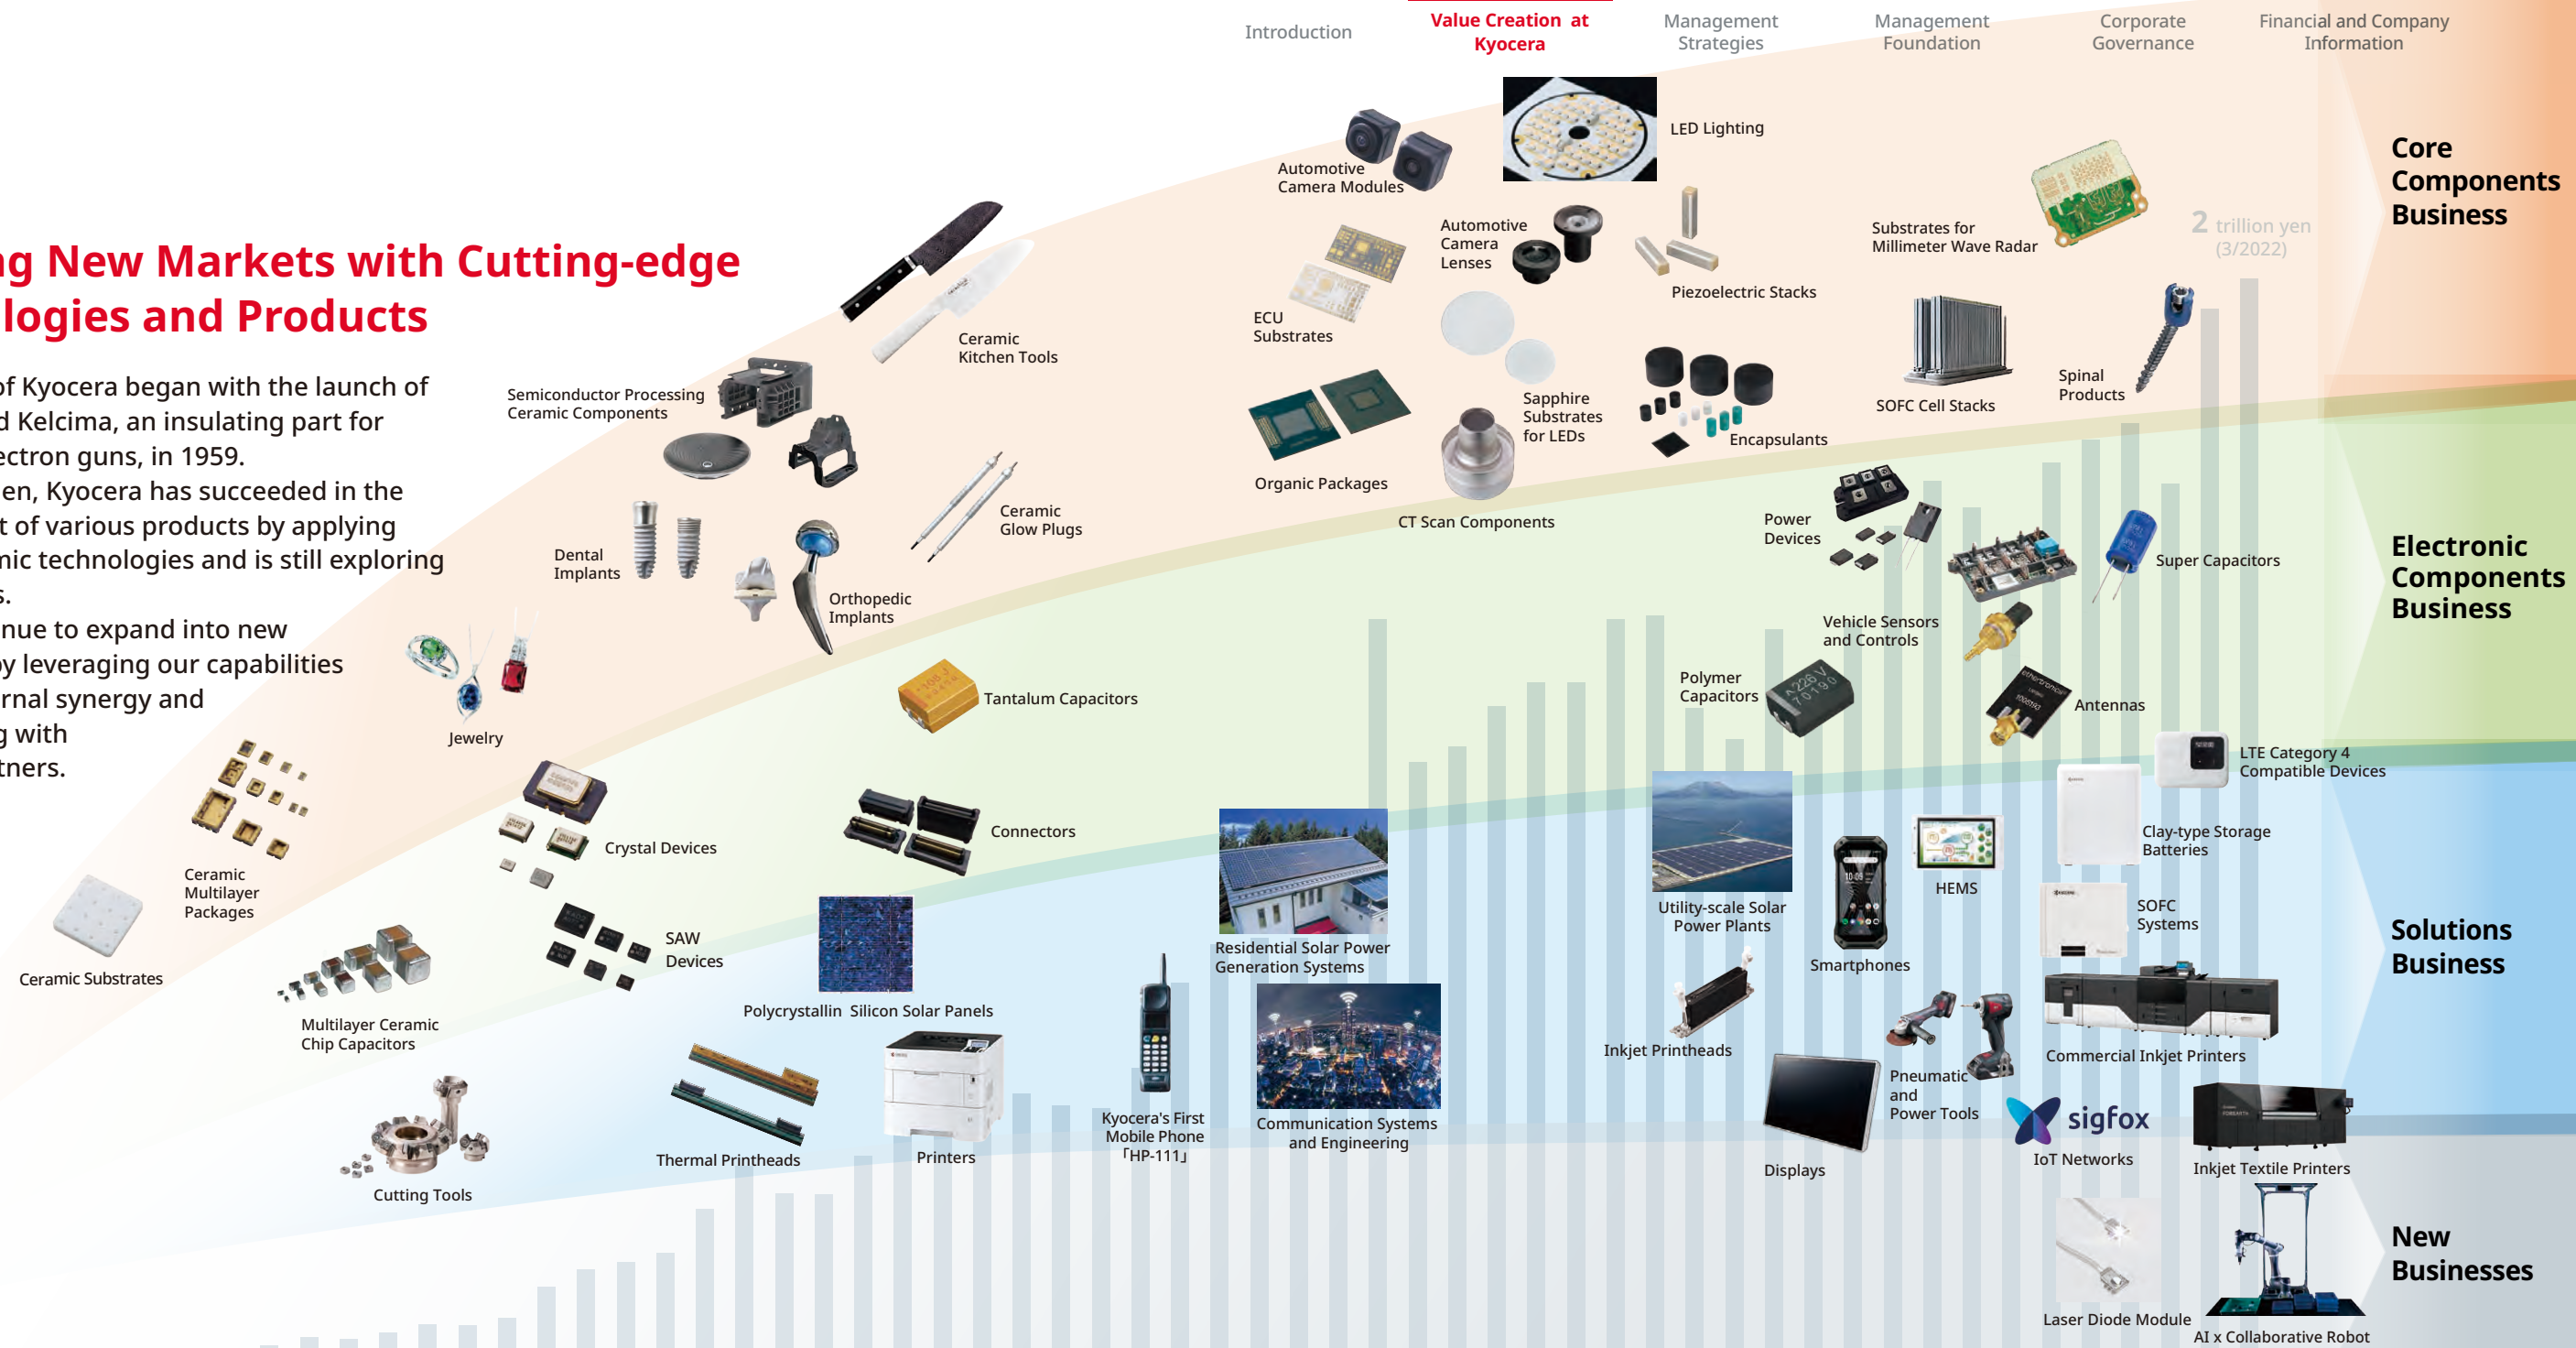 Introduction
Value Creation at
Kyocera
Management
Strategies
Management
Foundation
Corporate
Governance
Financial and Company
Information
ng New Markets with Cutting-edge
logies and Products
of Kyocera began with the launch of
d Kelcima, an insulating part for
ectron guns, in 1959.
en, Kyocera has succeeded in the
t of various products by applying
mic technologies and is still exploring
s.
nue to expand into new
by leveraging our capabilities
rnal synergy and
g with
tners.
Ceramic Substrates
Ceramic
Multilayer
Packages
Jewelry
Dental
Implants
Semiconductor Processing
Ceramic Components
Orthopedic
Implants
Ceramic
Kitchen Tools
Ceramic
Glow Plugs
Automotive
Camera Modules
LED Lighting
Automotive
Camera
Lenses
Piezoelectric Stacks
ECU
Substrates
Sapphire
Substrates
for LEDs
Organic Packages
CT Scan Components
Encapsulants
Substrates for
Millimeter Wave Radar
SOFC Cell Stacks
Spinal
Products
2 trillion yen
(3/2022)
Core
Components
Business
Multilayer Ceramic
Chip Capacitors
Crystal Devices
SAW
Devices
Tantalum Capacitors
Connectors
Power
Devices
Super Capacitors
Vehicle Sensors
and Controls
Polymer
Capacitors
226 V
70190
ethertronics
Antennas
Electronic
Components
Business
Cutting Tools
Polycrystallin Silicon Solar Panels
Thermal Printheads
Printers
Kyocera's First
Mobile Phone
「HP-111」
Residential Solar Power
Generation Systems
Communication Systems
and Engineering
Utility-scale Solar
Power Plants
Inkjet Printheads
10:09
Smartphones
HEMS
LTE Category 4
Compatible Devices
Clay-type Storage
Batteries
SOFC
Systems
Commercial Inkjet Printers
Pneumatic
and
Power Tools
Displays
sigfox
IoT Networks
Inkjet Textile Printers
Solutions
Business
Laser Diode Module
AI x Collaborative Robot
New
Businesses